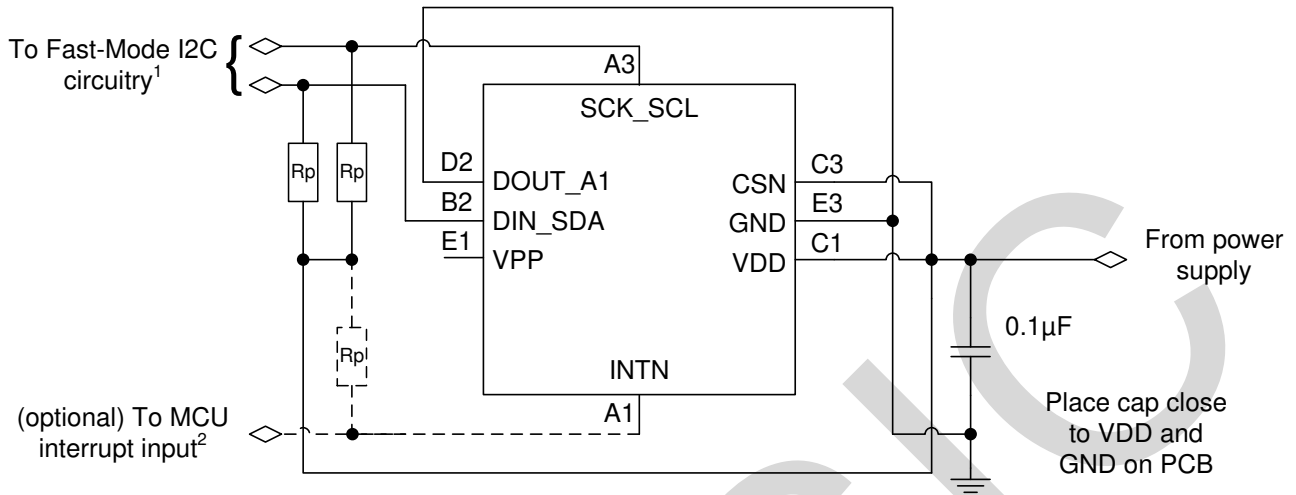 To Fast-Mode I2C
circuitry1
A3
SCK_SCL
Rp
Rp
D2
DOUT_A1
B2
DIN_SDA
E1
VPP
C3
CSN
E3
GND
C1
VDD
From power
supply
0.1µF
Rp
INTN
A1
(optional) To MCU
interrupt input2
Place cap close
to VDD and
GND on PCB